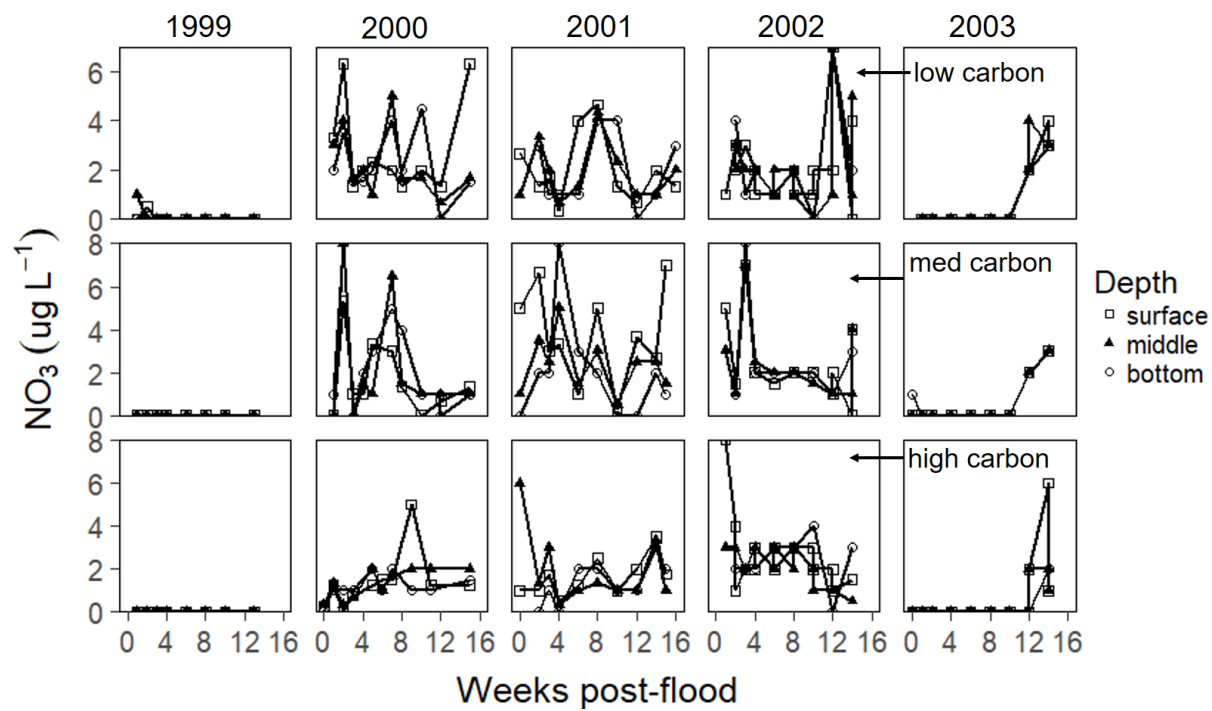 1999 2000 2001 2002 2003
6
4
2
0
low carbon
8
6
4
2
0
med carbon
8
6
4
2
0
high carbon
0 4 8 12 16 0 4 8 12 16 0 4 8 12 16 0 4 8 12 16 0 4 8 12 16
Weeks post-flood
NO₃ (ug L⁻¹)
Depth
surface
middle
bottom